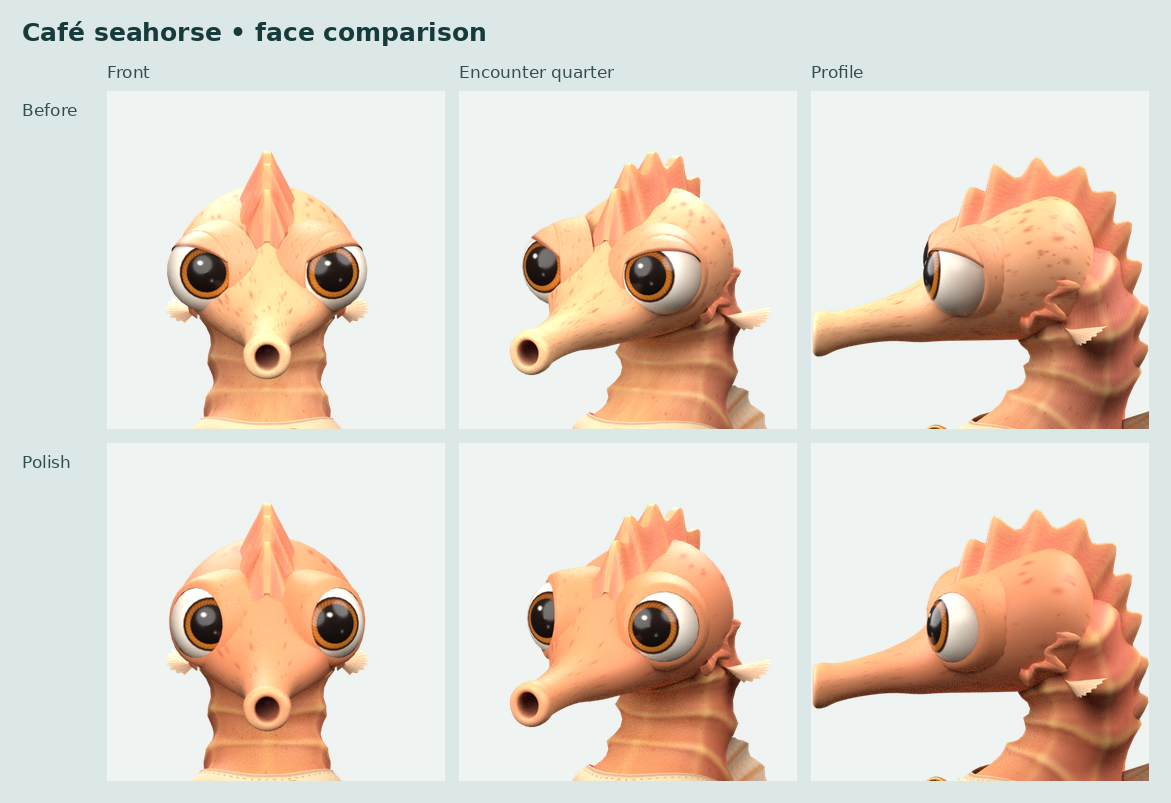 Café seahorse • face comparison
Front
Encounter quarter
Profile
Before
Polish